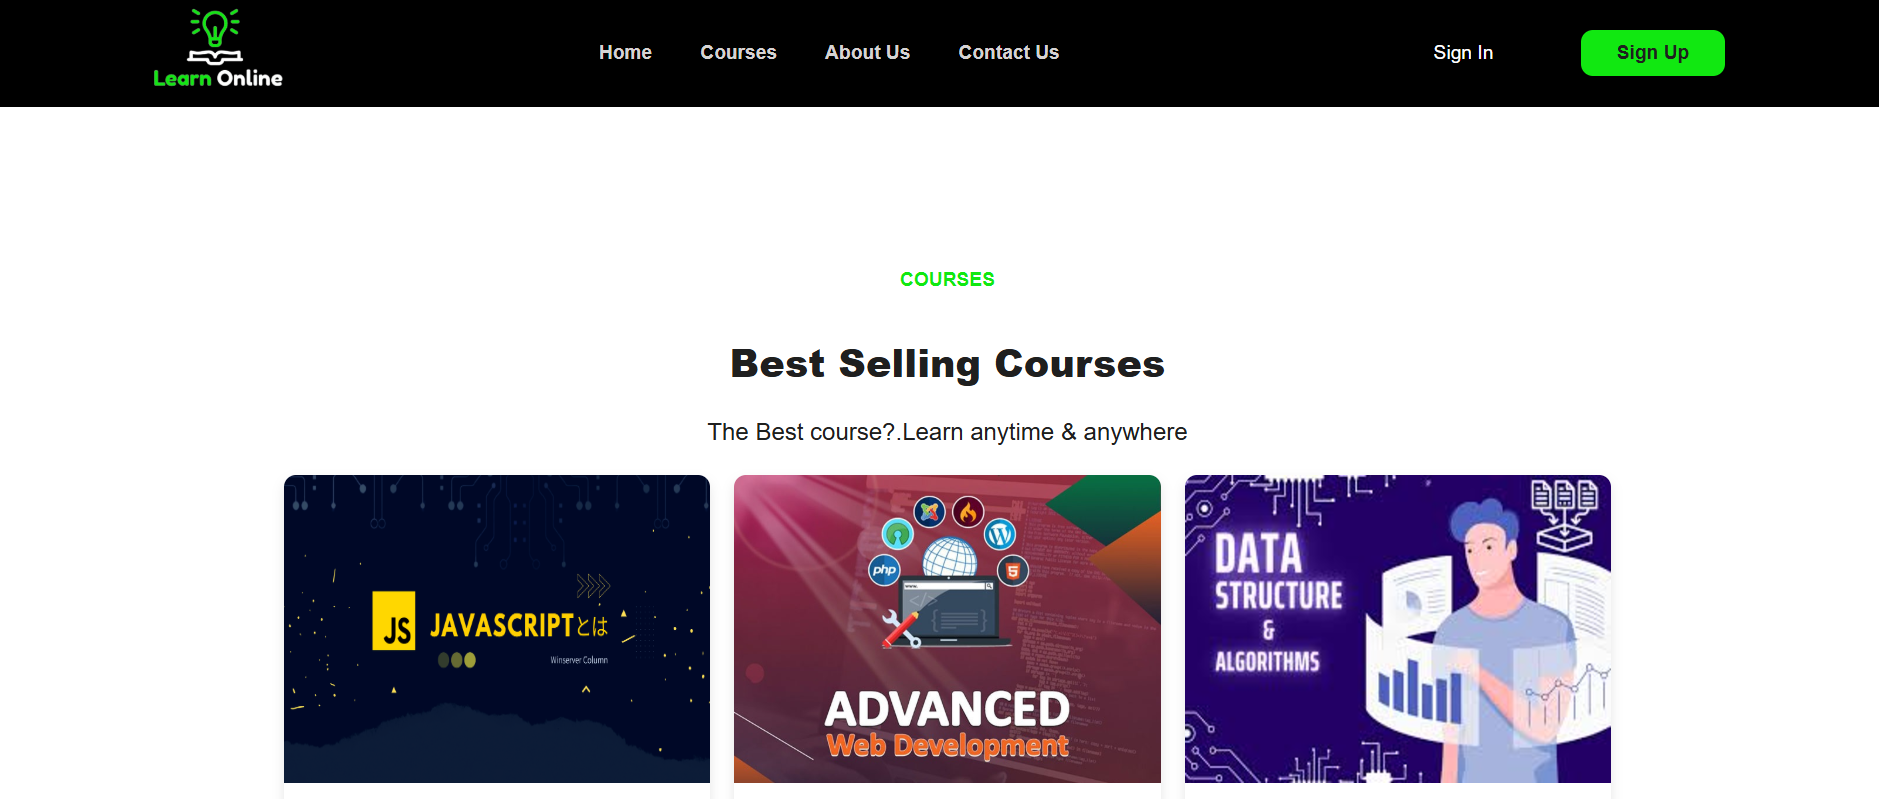 Learn Online
Home Courses About Us Contact Us Sign In Sign Up
COURSES
Best Selling Courses
The Best course?.Learn anytime & anywhere
JS JAVASCRIPTとは
Winserver Column
php
www.
5
ADVANCED
Web Development
DATA
STRUCTURE
&
ALGORITHMS